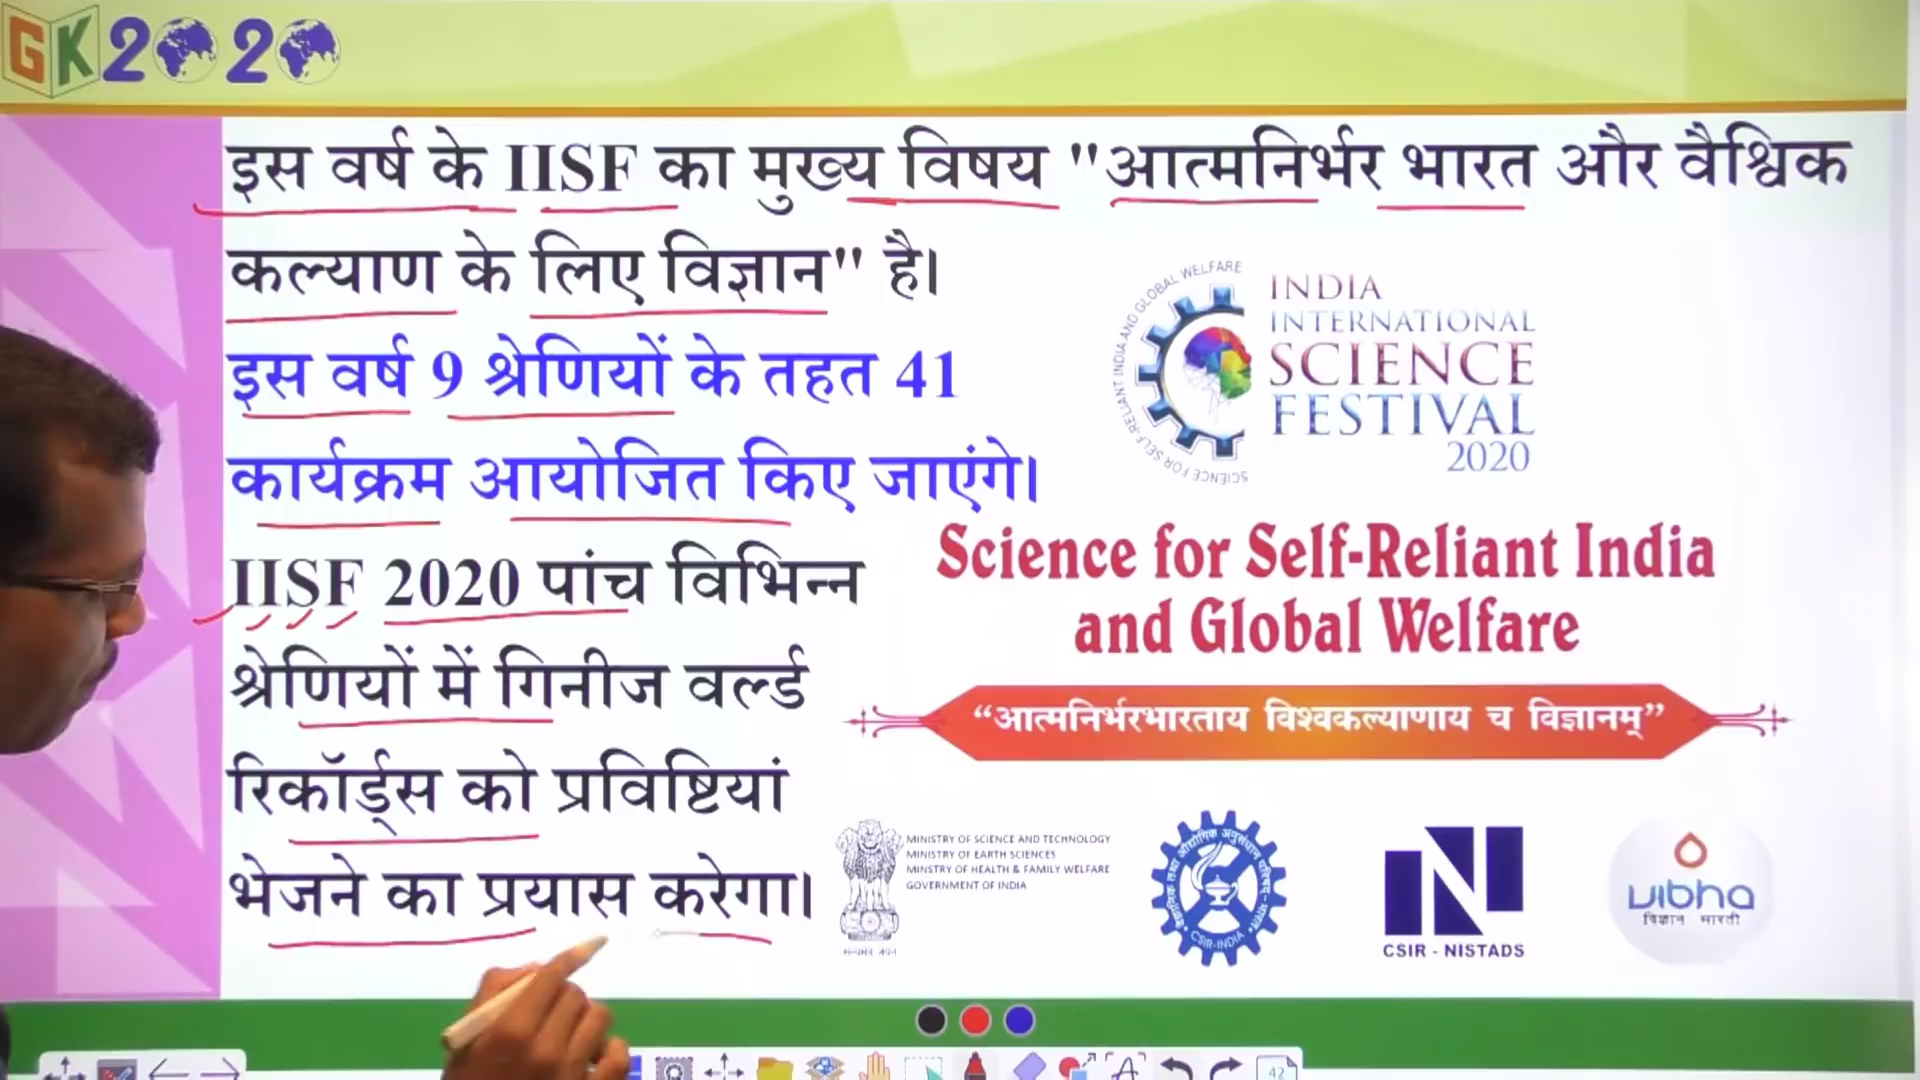 GK2020
इस वर्ष के IISF का मुख्य विषय "आत्मनिर्भर भारत और वैश्विक
कल्याण के लिए विज्ञान" है।
इस वर्ष 9 श्रेणियों के तहत 41
कार्यक्रम आयोजित किए जाएंगे।
IISF 2020 पांच विभिन्न
श्रेणियों में गिनीज वर्ल्ड
रिकॉर्ड्स को प्रविष्टियां
भेजने का प्रयास करेगा।
SCIENCE FOR SELF-RELIANT INDIA AND GLOBAL WELFARE
INDIA
INTERNATIONAL
SCIENCE
FESTIVAL
2020
Science for Self-Reliant India
and Global Welfare
“आत्मनिर्भरभारताय विश्वकल्याणाय च विज्ञानम्”
MINISTRY OF SCIENCE AND TECHNOLOGY
MINISTRY OF EARTH SCIENCES
MINSTRY OF HEALTH & FAMILY WELFARE
GOVERNMENT OF INDIA
CSIR-INDIA
CSIR - NISTADS
vibha
विज्ञान भारती
42